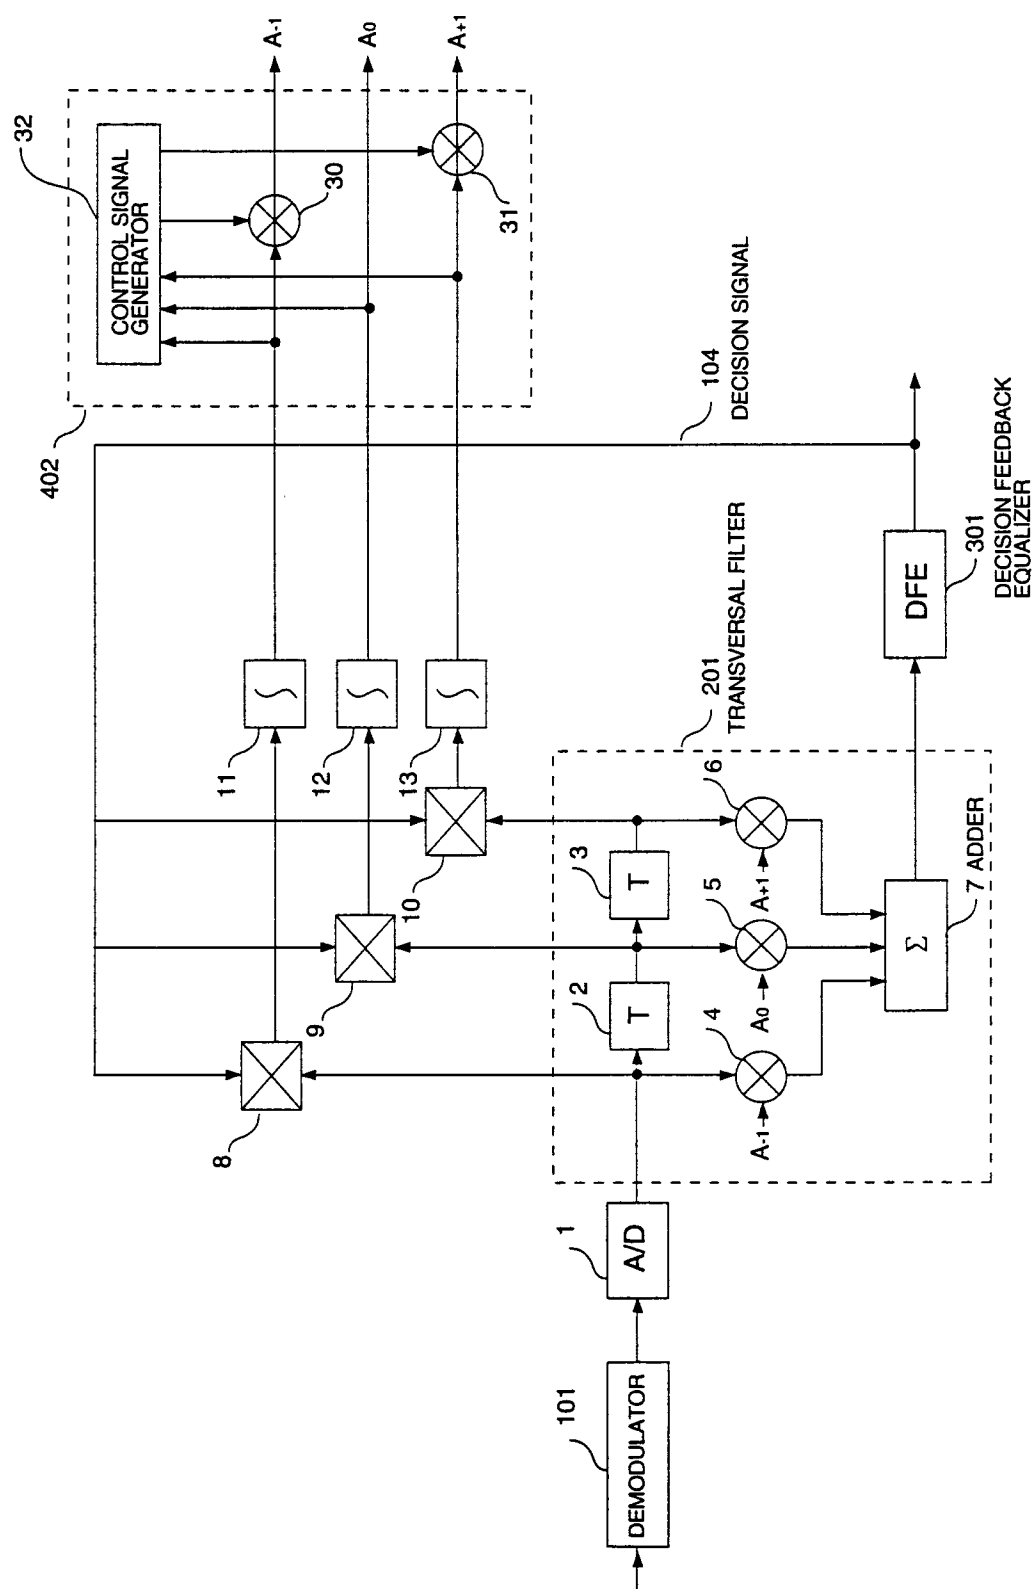 32
CONTROL SIGNAL
GENERATOR
A-1
A0
A+1
30
31
402
104
DECISION SIGNAL
11
12
13
8
9
10
201
TRANSVERSAL FILTER
DFE
301
DECISION FEEDBACK
EQUALIZER
101
DEMODULATOR
1
A/D
2
T
3
T
4
A-1
5
A0
6
A+1
Σ
7 ADDER